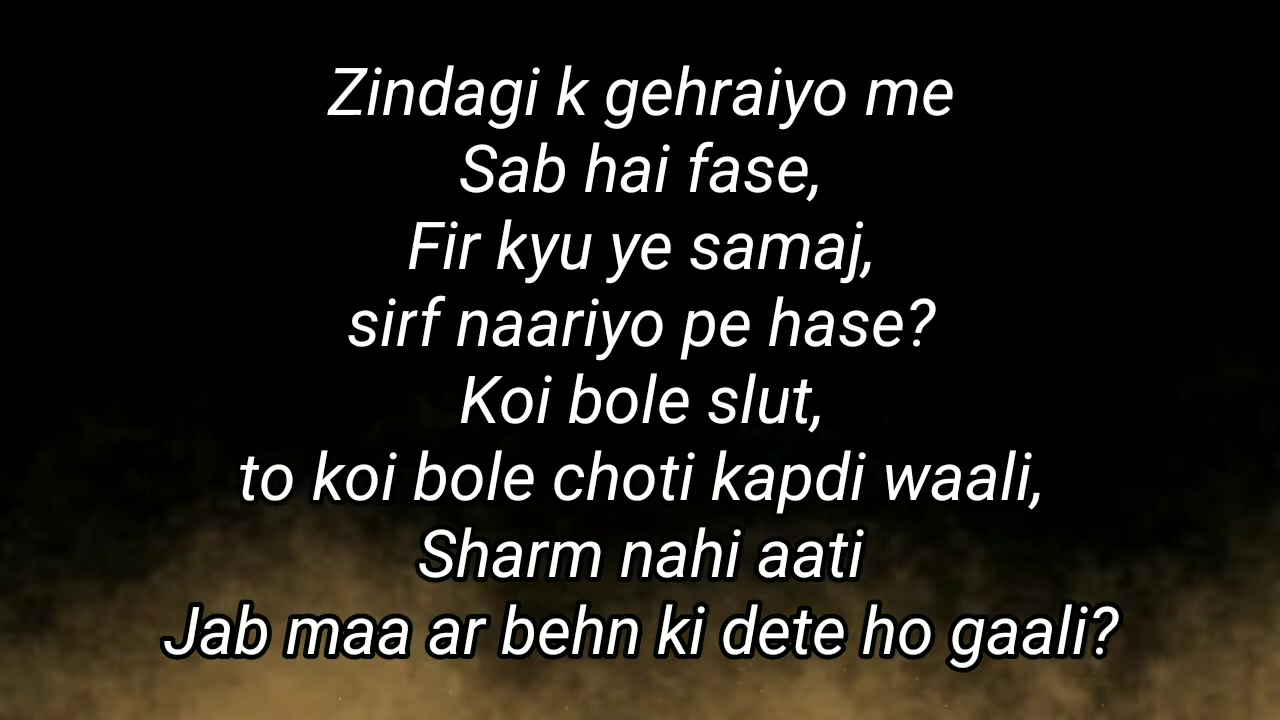 Zindagi k gehraiyo me
Sab hai fase,
Fir kyu ye samaj,
sirf naariyo pe hase?
Koi bole slut,
to koi bole choti kapdi waali,
Sharm nahi aati
Jab maa ar behn ki dete ho gaali?